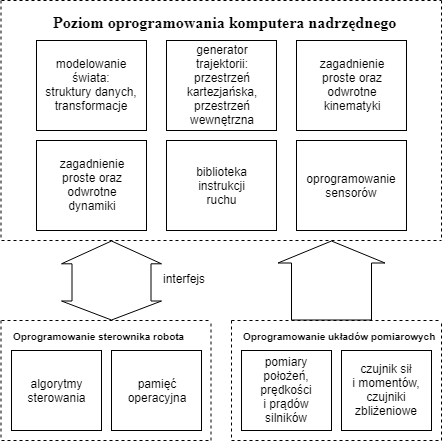 Poziom oprogramowania komputera nadrzędnego
modelowanie
świata:
struktury danych,
transformacje
generator
trajektorii:
przestrzeń
kartezjańska,
przestrzeń
wewnętrzna
zagadnienie
proste oraz
odwrotne
kinematyki
zagadnienie
proste oraz
odwrotne
dynamiki
biblioteka
instrukcji
ruchu
oprogramowanie
sensorów
interfejs
Oprogramowanie sterownika robota
algorytmy
sterowania
pamięć
operacyjna
Oprogramowanie układów pomiarowych
pomiary
położeń,
prędkości
i prądów
silników
czujnik sił
i momentów,
czujniki
zbliżeniowe